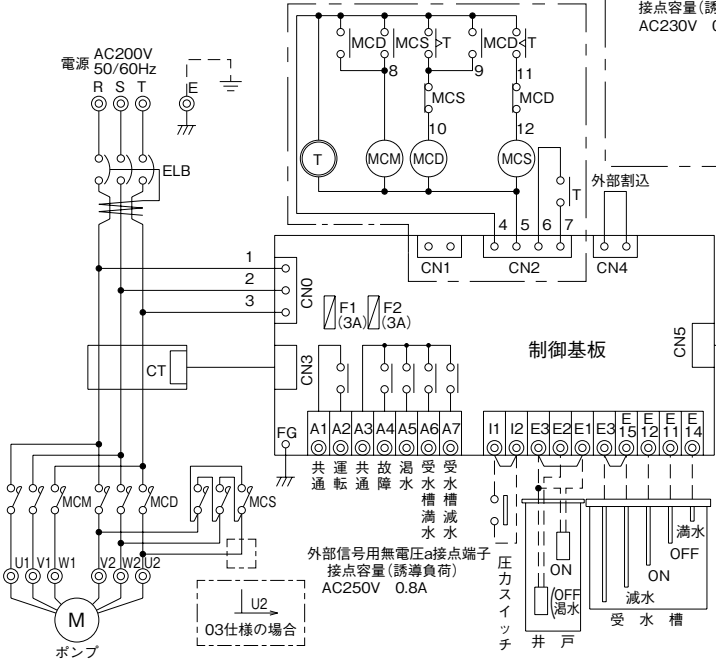 接点容量(誘
AC230V 0
電源 AC200V
50/60Hz
R S T E
ELB
MCD MCS >T MCD <T
8 9 11
MCS MCD
10 12
T MCM MCD MCS
T
外部割込
4 5 6 7
CN1 CN2 CN4
1
2
3
CN0
F1
(3A)
F2
(3A)
制御基板
CN5
CT
CN3
FG
A1 A2 A3 A4 A5 A6 A7
共通 運転 共通 故障 渇水 受水槽満水 受水槽減水
I1 I2 E3 E2 E1 E3 E15 E12 E11 E14
MCM MCD MCS
U1 V1 W1 V2 W2 U2
M
ポンプ
U2
03仕様の場合
外部信号用無電圧a接点端子
接点容量(誘導負荷)
AC250V 0.8A
圧力スイッチ
ON
OFF
渇水
井戸
満水
OFF
ON
減水
受水槽